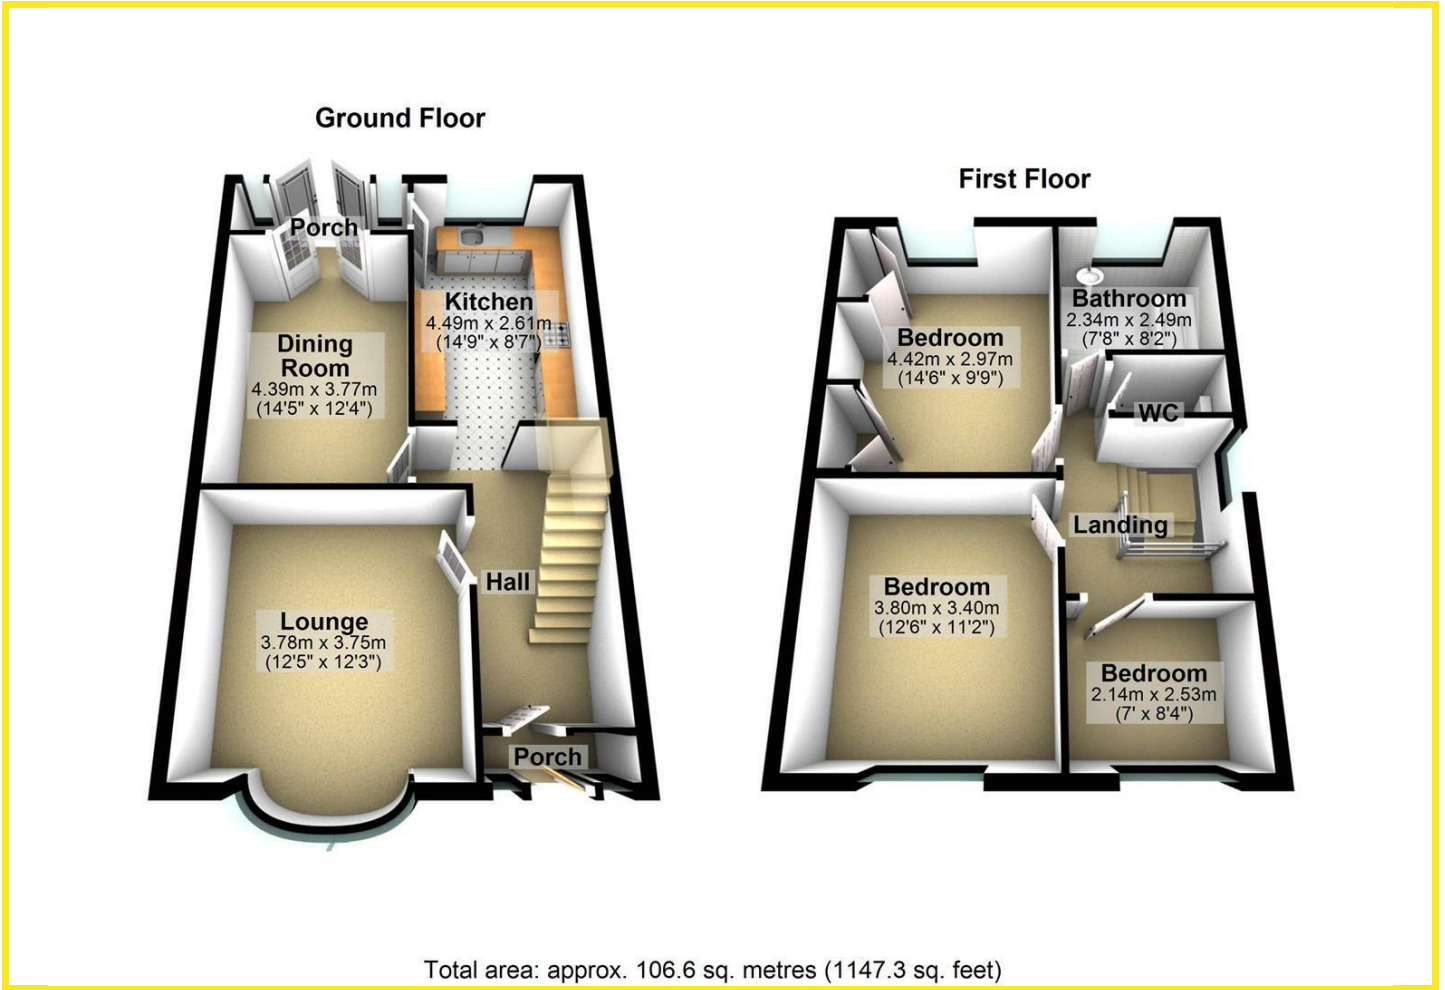 Ground Floor
Porch
Kitchen
4.49m x 2.61m
(14'9" x 8'7")
Dining
Room
4.39m x 3.77m
(14'5" x 12'4")
Hall
Lounge
3.78m x 3.75m
(12'5" x 12'3")
Porch
First Floor
Bathroom
2.34m x 2.49m
(7'8" x 8'2")
Bedroom
4.42m x 2.97m
(14'6" x 9'9")
WC
Landing
Bedroom
3.80m x 3.40m
(12'6" x 11'2")
Bedroom
2.14m x 2.53m
(7' x 8'4")
Total area: approx. 106.6 sq. metres (1147.3 sq. feet)